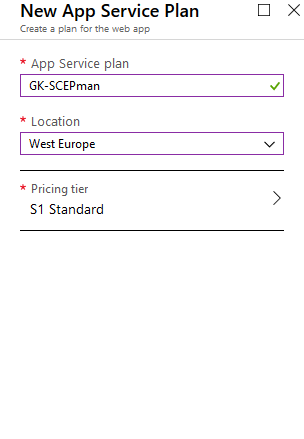 New App Service Plan
Create a plan for the web app
* App Service plan
GK-SCEPman
* Location
West Europe
* Pricing tier
S1 Standard